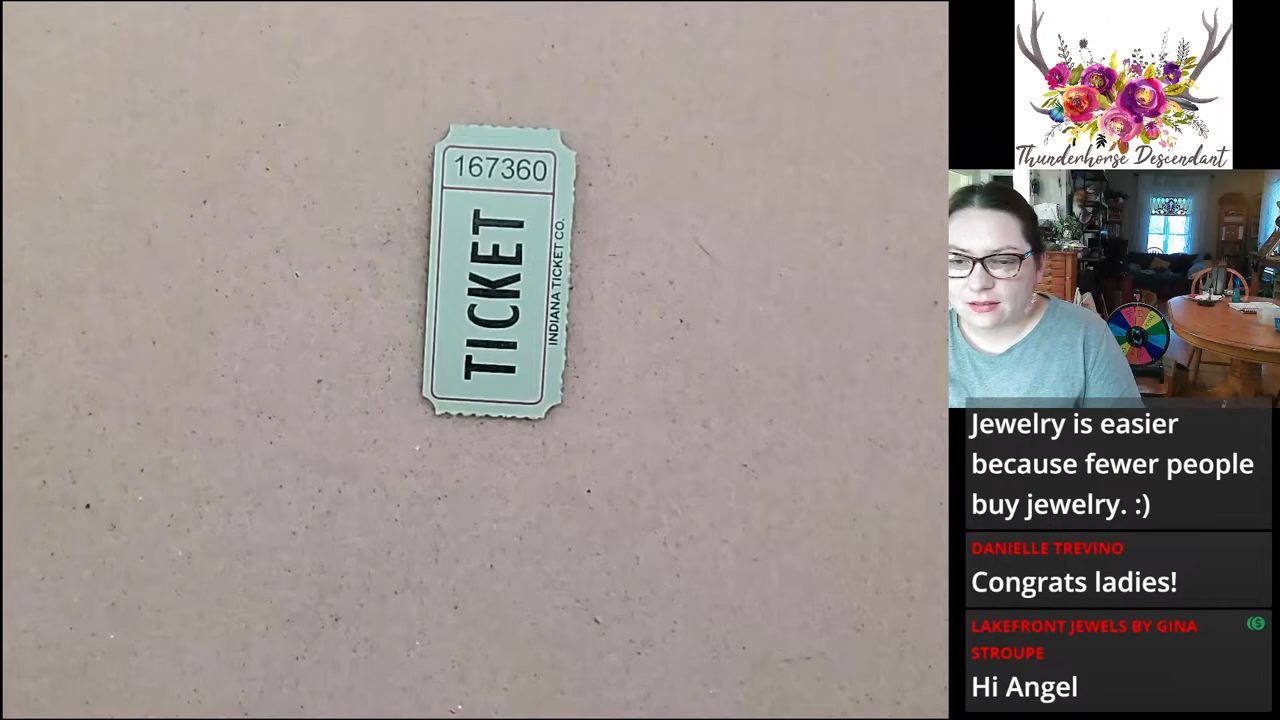 167360
TICKET
INDIANA TICKET CO.
Thunderhorse Descendant
Jewelry is easier
because fewer people
buy jewelry. :)
DANIELLE TREVINO
Congrats ladies!
LAKEFRONT JEWELS BY GINA
STROUPE
Hi Angel